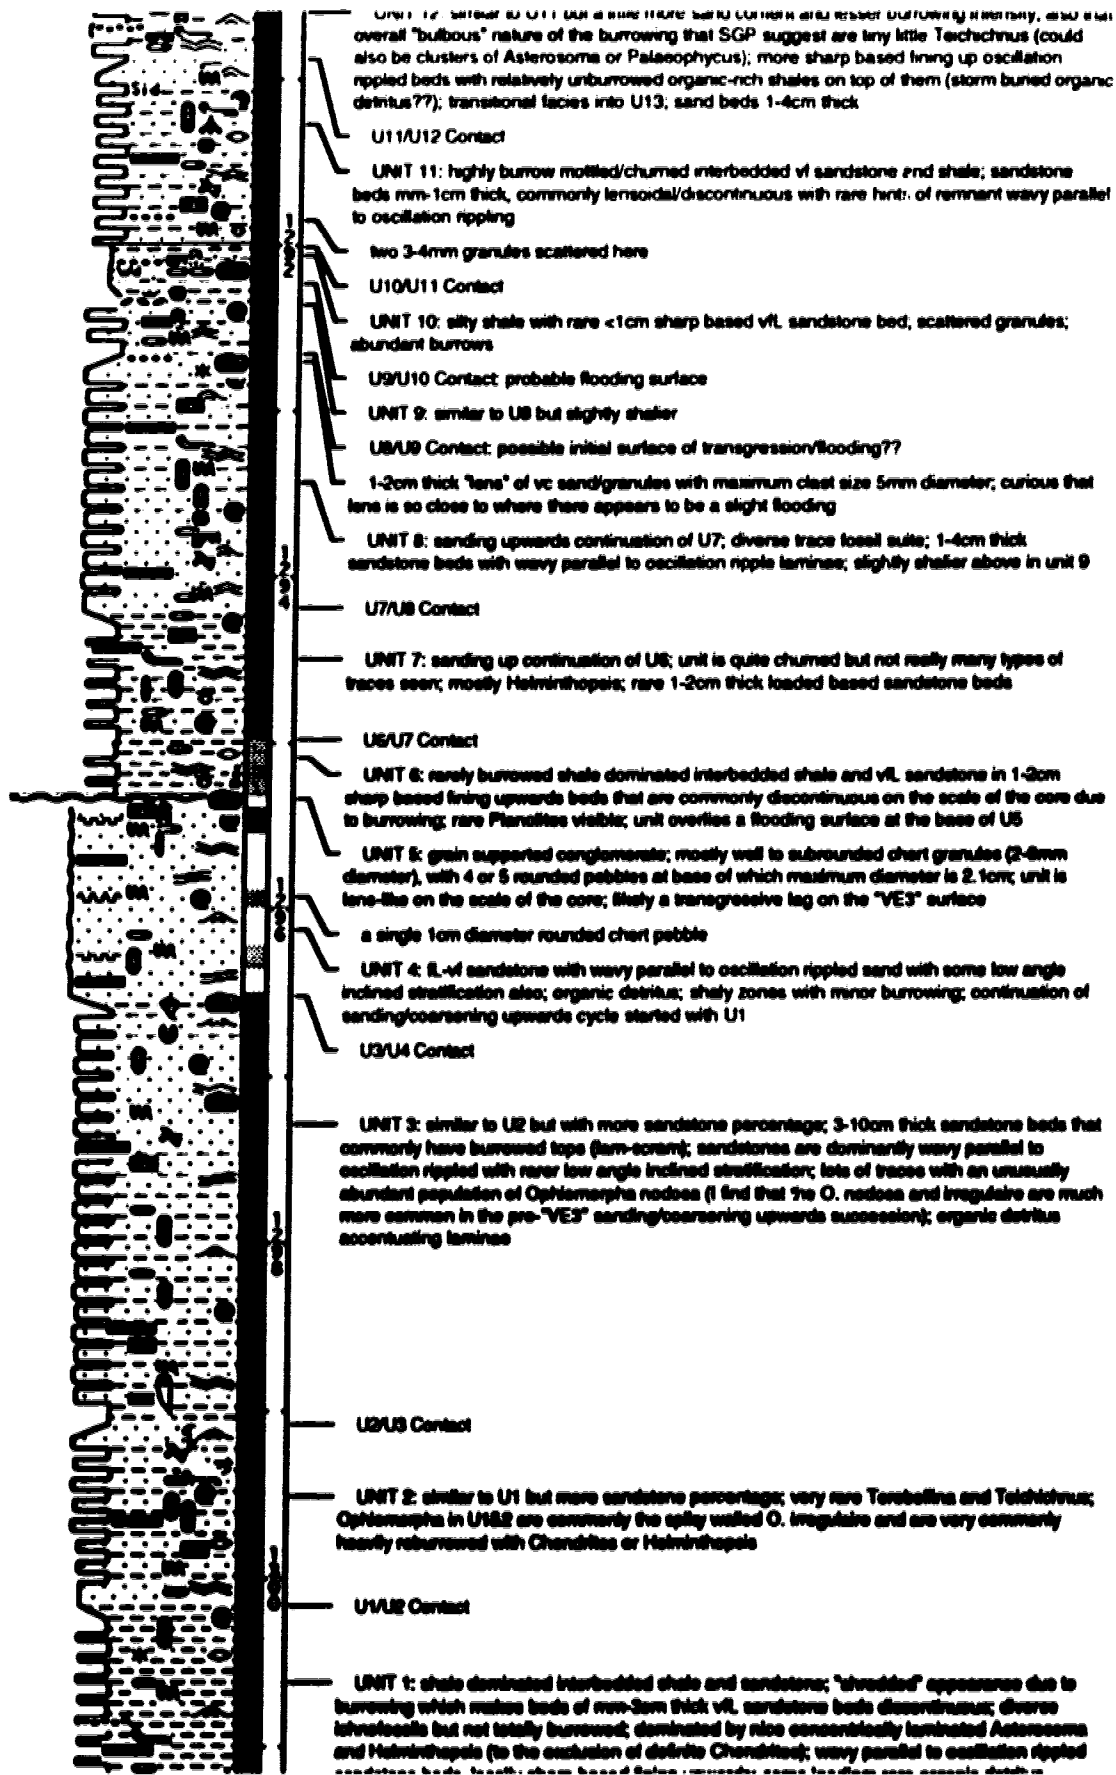 UNIT 12: similar to U11 but a little more sand content and lesser burrowing intensity; also that
overall "bulbous" nature of the burrowing that SGP suggest are tiny little Teichichnus (could
also be clusters of Asterosoma or Palaeophycus); more sharp based fining up oscillation
rippled beds with relatively unburrowed organic-rich shales on top of them (storm buried organic
detritus??); transitional facies into U13; sand beds 1-4cm thick
Sid
U11/U12 Contact
UNIT 11: highly burrow mottled/churned interbedded vf sandstone and shale; sandstone
beds mm-1cm thick, commonly lensoidal/discontinuous with rare hints of remnant wavy parallel
to oscillation rippling
two 3-4mm granules scattered here
1292
U10/U11 Contact
UNIT 10: silty shale with rare <1cm sharp based vfL sandstone bed; scattered granules;
abundant burrows
U9/U10 Contact: probable flooding surface
UNIT 9: similar to U8 but slightly shalier
U8/U9 Contact: possible initial surface of transgression/flooding??
1-2cm thick "lens" of vc sand/granules with maximum clast size 5mm diameter; curious that
lens is so close to where there appears to be a slight flooding
UNIT 8: sanding upwards continuation of U7; diverse trace fossil suite; 1-4cm thick
sandstone beds with wavy parallel to oscillation ripple laminae; slightly shalier above in unit 9
1294
U7/U8 Contact
UNIT 7: sanding up continuation of U6; unit is quite churned but not really many types of
traces seen; mostly Helminthopsis; rare 1-2cm thick loaded based sandstone beds
U6/U7 Contact
UNIT 6: rarely burrowed shale dominated interbedded shale and vfL sandstone in 1-2cm
sharp based fining upwards beds that are commonly discontinuous on the scale of the core due
to burrowing; rare Planolites visible; unit overlies a flooding surface at the base of U5
UNIT 5: grain supported conglomerate; mostly well to subrounded chert granules (2-6mm
diameter), with 4 or 5 rounded pebbles at base of which maximum diameter is 2.1cm; unit is
lens-like on the scale of the core; likely a transgressive lag on the "VE3" surface
1296
a single 1cm diameter rounded chert pebble
UNIT 4: fL-vf sandstone with wavy parallel to oscillation rippled sand with some low angle
inclined stratification also; organic detritus; shaly zones with minor burrowing; continuation of
sanding/coarsening upwards cycle started with U1
U3/U4 Contact
UNIT 3: similar to U2 but with more sandstone percentage; 3-10cm thick sandstone beds that
commonly have burrowed tops (lam-scram); sandstones are dominantly wavy parallel to
oscillation rippled with rarer low angle inclined stratification; lots of traces with an unusually
abundant population of Ophiomorpha nodosa (I find that the O. nodosa and irregulaire are much
more common in the pre-"VE3" sanding/coarsening upwards succession); organic detritus
accentuating laminae
1298
U2/U3 Contact
UNIT 2: similar to U1 but more sandstone percentage; very rare Terebellina and Teichichnus;
Ophiomorpha in U1&2 are commonly the spiky walled O. irregulaire and are very commonly
heavily reburrowed with Chondrites or Helminthopsis
U1/U2 Contact
UNIT 1: shale dominated interbedded shale and sandstone; "shredded" appearance due to
burrowing which makes beds of mm-3cm thick vfL sandstone beds discontinuous; diverse
ichnofossils but not totally burrowed; dominated by nice concentrically laminated Asterosoma
and Helminthopsis (to the exclusion of definite Chondrites); wavy parallel to oscillation rippled